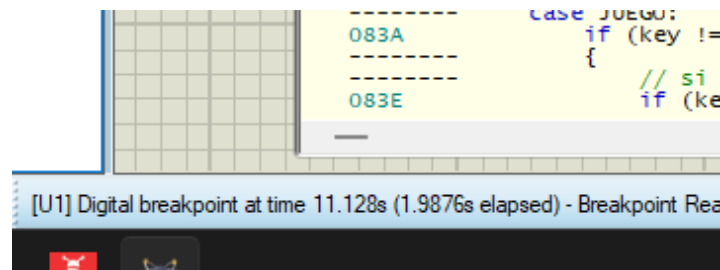 -------- case JUEGO:
083A if (key !=
-------- {
-------- // si
083E if (ke
[U1] Digital breakpoint at time 11.128s (1.9876s elapsed) - Breakpoint Rea